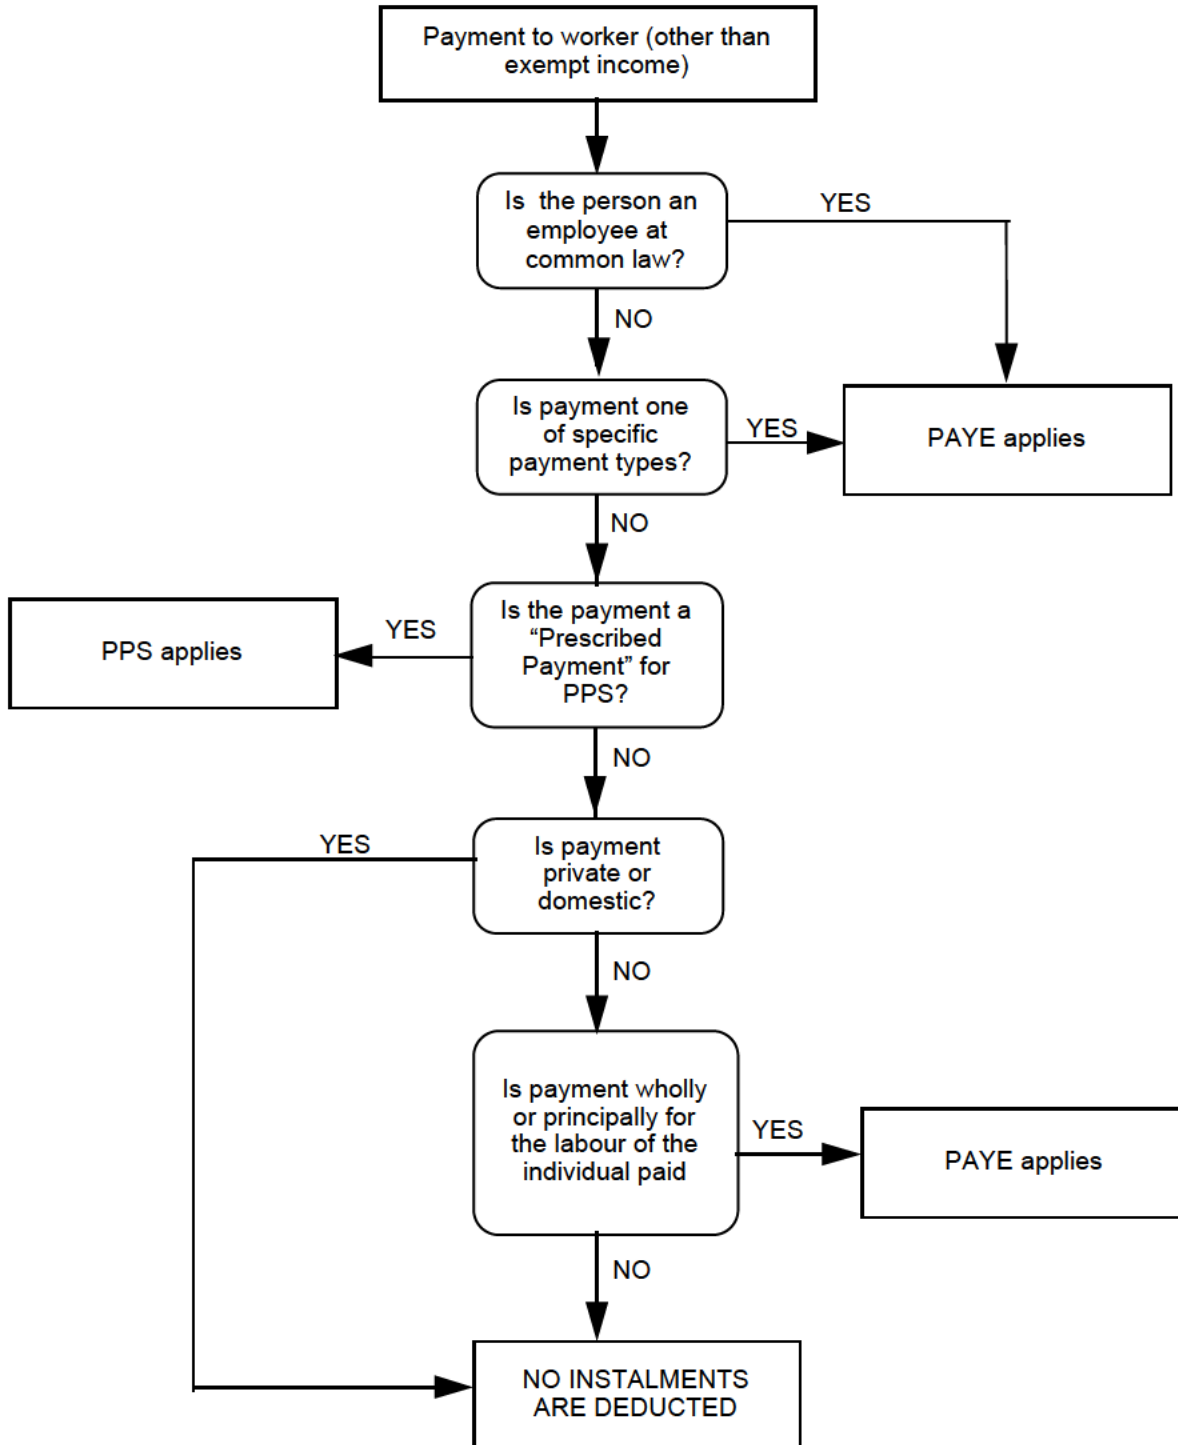 Payment to worker (other than
exempt income)
Is the person an
employee at
common law?
YES
NO
Is payment one
of specific
payment types?
YES
PAYE applies
NO
Is the payment a
“Prescribed
Payment” for
PPS?
YES
PPS applies
NO
Is payment
private or
domestic?
YES
NO
Is payment wholly
or principally for
the labour of the
individual paid
YES
PAYE applies
NO
NO INSTALMENTS
ARE DEDUCTED